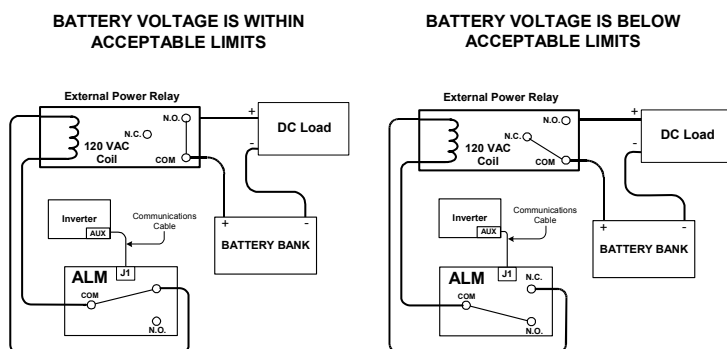 BATTERY VOLTAGE IS WITHIN
ACCEPTABLE LIMITS
External Power Relay
N.O.
N.C.
120 VAC
Coil
COM
+
-
DC Load
Inverter
AUX
Communications
Cable
+
-
BATTERY BANK
ALM
J1
COM
N.O.
BATTERY VOLTAGE IS BELOW
ACCEPTABLE LIMITS
External Power Relay
N.O.
N.C.
120 VAC
Coil
COM
+
-
DC Load
Inverter
AUX
Communications
Cable
+
-
BATTERY BANK
ALM
J1
N.C.
COM
N.O.